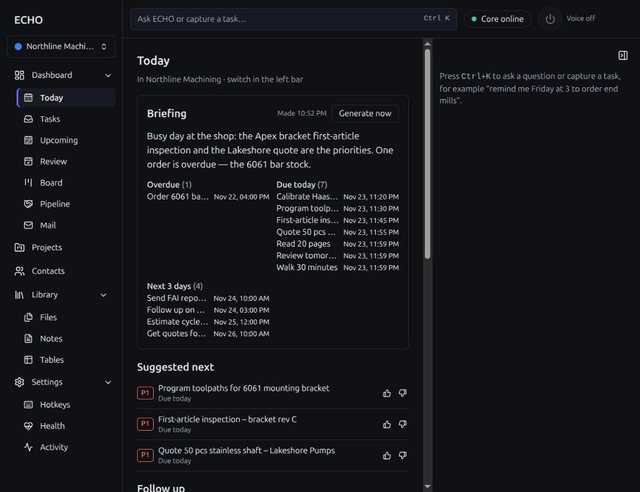 ECHO
Northline Machi...
Dashboard
Today
Tasks
Upcoming
Review
Board
Pipeline
Mail
Projects
Contacts
Library
Files
Notes
Tables
Settings
Hotkeys
Health
Activity
Ask ECHO or capture a task...
Ctrl K
Core online
Voice off
Today
In Northline Machining · switch in the left bar
Briefing
Made 10:52 PM
Generate now
Busy day at the shop: the Apex bracket first-article
inspection and the Lakeshore quote are the priorities. One
order is overdue — the 6061 bar stock.
Overdue (1)
Order 6061 ba... Nov 22, 04:00 PM
Due today (7)
Calibrate Haas... Nov 23, 11:20 PM
Program toolp... Nov 23, 11:30 PM
First-article ins... Nov 23, 11:45 PM
Quote 50 pcs ... Nov 23, 11:55 PM
Read 20 pages Nov 23, 11:59 PM
Review tomor... Nov 23, 11:59 PM
Walk 30 minutes Nov 23, 11:59 PM
Next 3 days (4)
Send FAI repo... Nov 24, 10:00 AM
Follow up on ... Nov 24, 03:00 PM
Estimate cycle... Nov 25, 12:00 PM
Get quotes fo... Nov 26, 10:00 AM
Suggested next
P1 Program toolpaths for 6061 mounting bracket
Due today
P1 First-article inspection – bracket rev C
Due today
P1 Quote 50 pcs stainless shaft – Lakeshore Pumps
Due today
Follow up
Press Ctrl+K to ask a question or capture a task,
for example "remind me Friday at 3 to order end
mills".